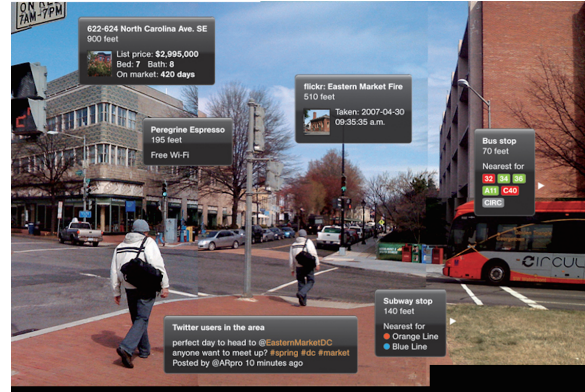 7AM-7PM
622-624 North Carolina Ave. SE
900 feet
List price: $2,995,000
Bed: 7 Bath: 8
On market: 420 days
flickr: Eastern Market Fire
510 feet
Taken: 2007-04-30
09:35:35 a.m.
Peregrine Espresso
195 feet
Free Wi-Fi
Bus stop
70 feet
Nearest for
32 34 36
A11 C40
CIRC
Subway stop
140 feet
Nearest for
Orange Line
Blue Line
Twitter users in the area
perfect day to head to @EasternMarketDC
anyone want to meet up? #spring #dc #market
Posted by @ARpro 10 minutes ago